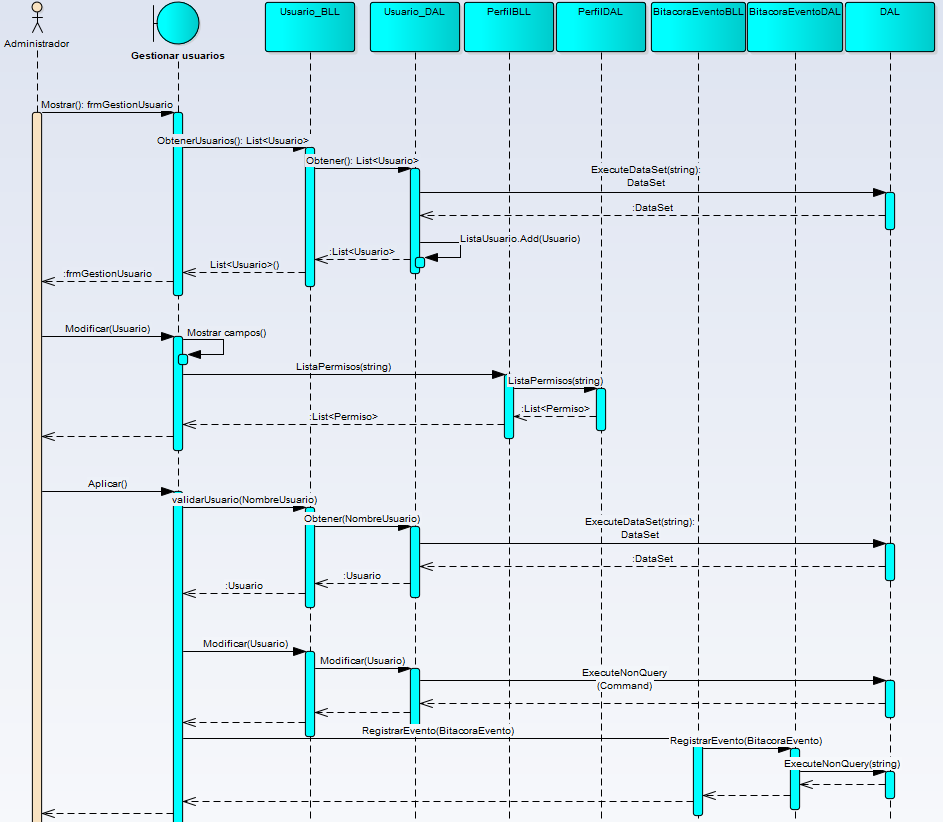 Usuario_BLL
Usuario_DAL
PerfilBLL
PerfilDAL
BitacoraEventoBLL
BitacoraEventoDAL
DAL
Administrador
Gestionar usuarios
Mostrar(): frmGestionUsuario
ObtenerUsuarios(): List<Usuario>
Obtener(): List<Usuario>
ExecuteDataSet(string):
DataSet
:DataSet
ListaUsuario.Add(Usuario)
:List<Usuario>
List<Usuario>()
:frmGestionUsuario
Modificar(Usuario)
Mostrar campos()
ListaPermisos(string)
ListaPermisos(string)
:List<Permiso>
:List<Permiso>
Aplicar()
validarUsuario(NombreUsuario)
Obtener(NombreUsuario)
ExecuteDataSet(string):
DataSet
:DataSet
:Usuario
:Usuario
Modificar(Usuario)
Modificar(Usuario)
ExecuteNonQuery
(Command)
RegistrarEvento(BitacoraEvento)
RegistrarEvento(BitacoraEvento)
ExecuteNonQuery(string)